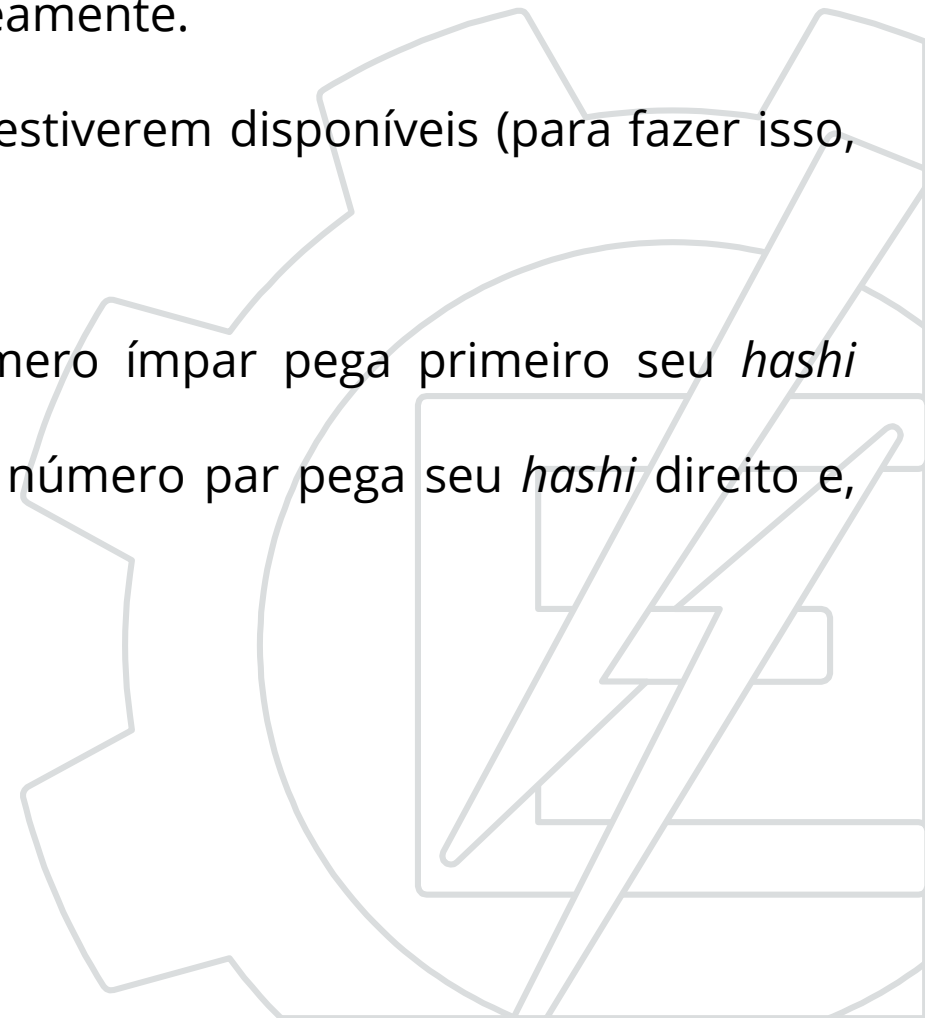 eamente.
estiverem disponíveis (para fazer isso,
mero ímpar pega primeiro seu hashi
número par pega seu hashi direito e,